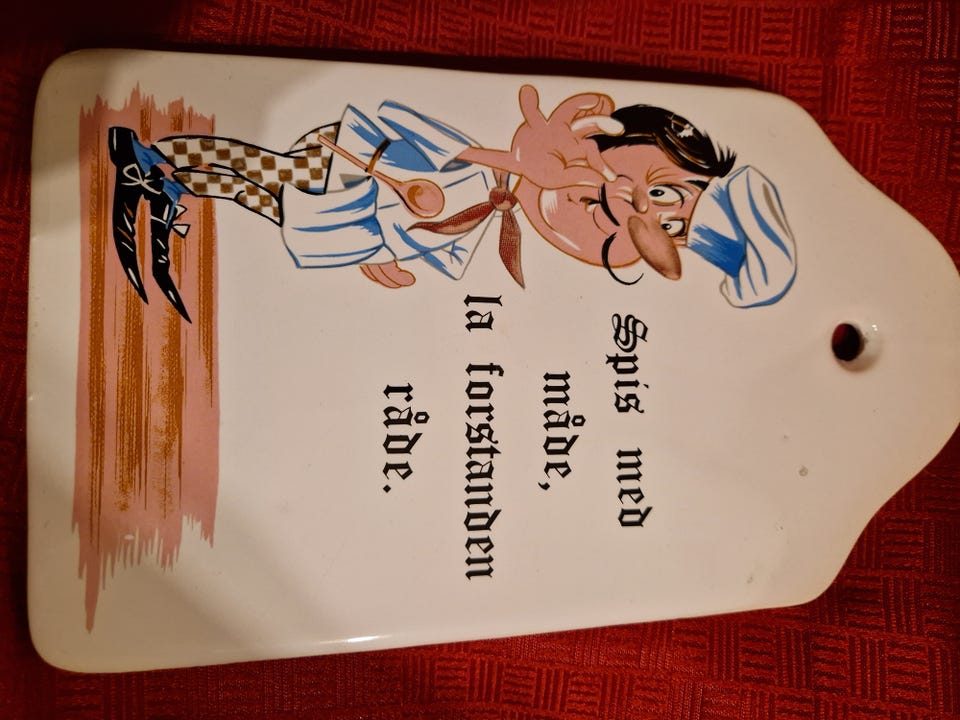 Spis med
måde,
la forstanden
råde.